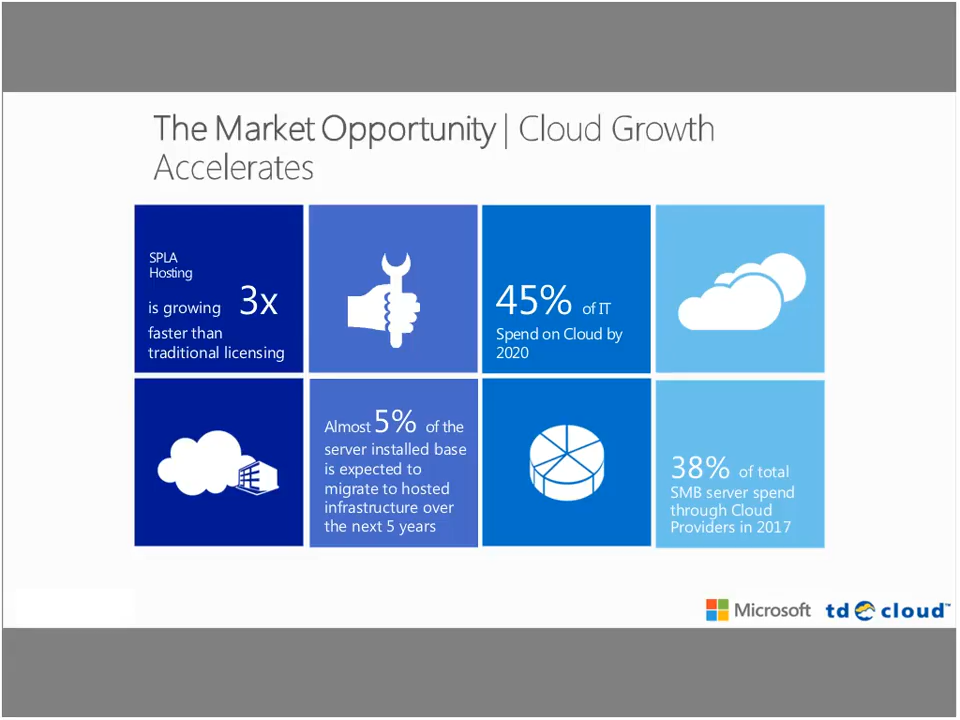 The Market Opportunity | Cloud Growth
Accelerates
SPLA
Hosting
is growing 3x
faster than
traditional licensing
45% of IT
Spend on Cloud by
2020
Almost 5% of the
server installed base
is expected to
migrate to hosted
infrastructure over
the next 5 years
38% of total
SMB server spend
through Cloud
Providers in 2017
Microsoft td cloud™